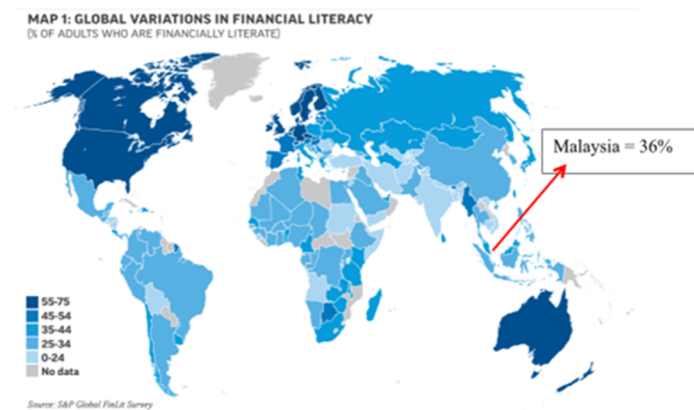 MAP 1: GLOBAL VARIATIONS IN FINANCIAL LITERACY
(% OF ADULTS WHO ARE FINANCIALLY LITERATE)
Malaysia = 36%
55-75
45-54
35-44
25-34
0-24
No data
Source: S&P Global FinLit Survey